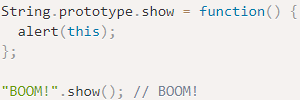 String.prototype.show = function() {
  alert(this);
};

"BOOM!".show(); // BOOM!